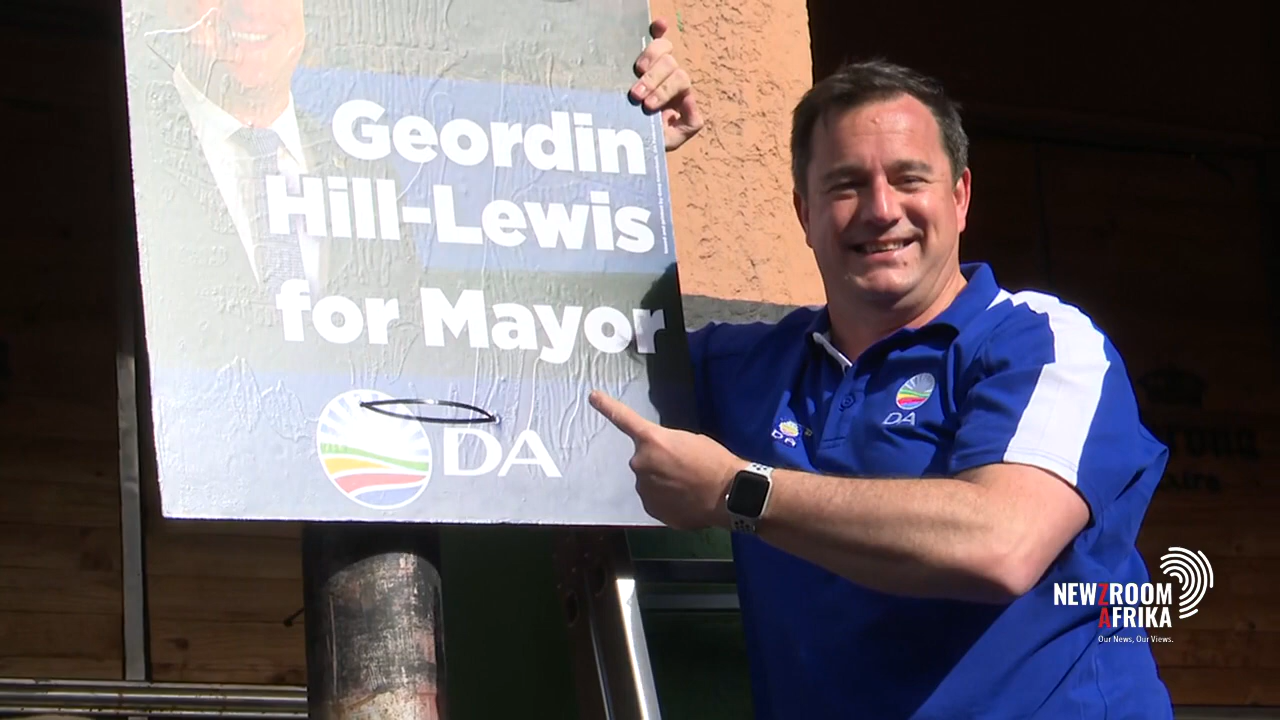 Geordin
Hill-Lewis
for Mayor
DA
DA
DA
NEWZROOM
AFRIKA
Our News, Our Views.